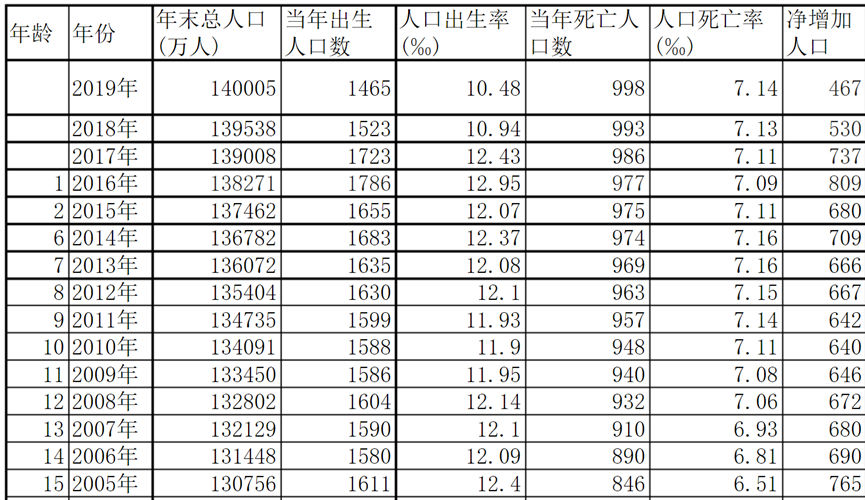 年龄 年份 年末总人口(万人) 当年出生人口数 人口出生率(‰) 当年死亡人口数 人口死亡率(‰) 净增加人口
2019年 140005 1465 10.48 998 7.14 467
2018年 139538 1523 10.94 993 7.13 530
2017年 139008 1723 12.43 986 7.11 737
1 2016年 138271 1786 12.95 977 7.09 809
2 2015年 137462 1655 12.07 975 7.11 680
6 2014年 136782 1683 12.37 974 7.16 709
7 2013年 136072 1635 12.08 969 7.16 666
8 2012年 135404 1630 12.1 963 7.15 667
9 2011年 134735 1599 11.93 957 7.14 642
10 2010年 134091 1588 11.9 948 7.11 640
11 2009年 133450 1586 11.95 940 7.08 646
12 2008年 132802 1604 12.14 932 7.06 672
13 2007年 132129 1590 12.1 910 6.93 680
14 2006年 131448 1580 12.09 890 6.81 690
15 2005年 130756 1611 12.4 846 6.51 765